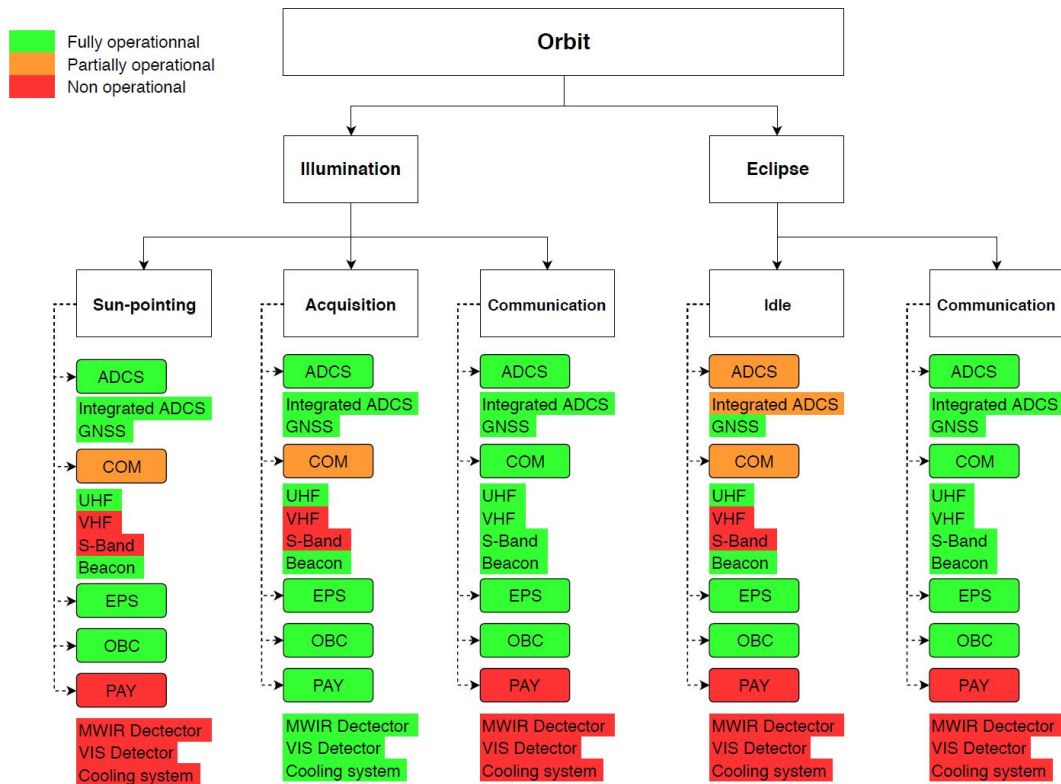 Fully operationnal
Partially operational
Non operational
Orbit
Illumination
Eclipse
Sun-pointing
ADCS
Integrated ADCS
GNSS
COM
UHF
VHF
S-Band
Beacon
EPS
OBC
PAY
MWIR Dectector
VIS Detector
Cooling system
Acquisition
ADCS
Integrated ADCS
GNSS
COM
UHF
VHF
S-Band
Beacon
EPS
OBC
PAY
MWIR Dectector
VIS Detector
Cooling system
Communication
ADCS
Integrated ADCS
GNSS
COM
UHF
VHF
S-Band
Beacon
EPS
OBC
PAY
MWIR Dectector
VIS Detector
Cooling system
Idle
ADCS
Integrated ADCS
GNSS
COM
UHF
VHF
S-Band
Beacon
EPS
OBC
PAY
MWIR Dectector
VIS Detector
Cooling system
Communication
ADCS
Integrated ADCS
GNSS
COM
UHF
VHF
S-Band
Beacon
EPS
OBC
PAY
MWIR Dectector
VIS Detector
Cooling system